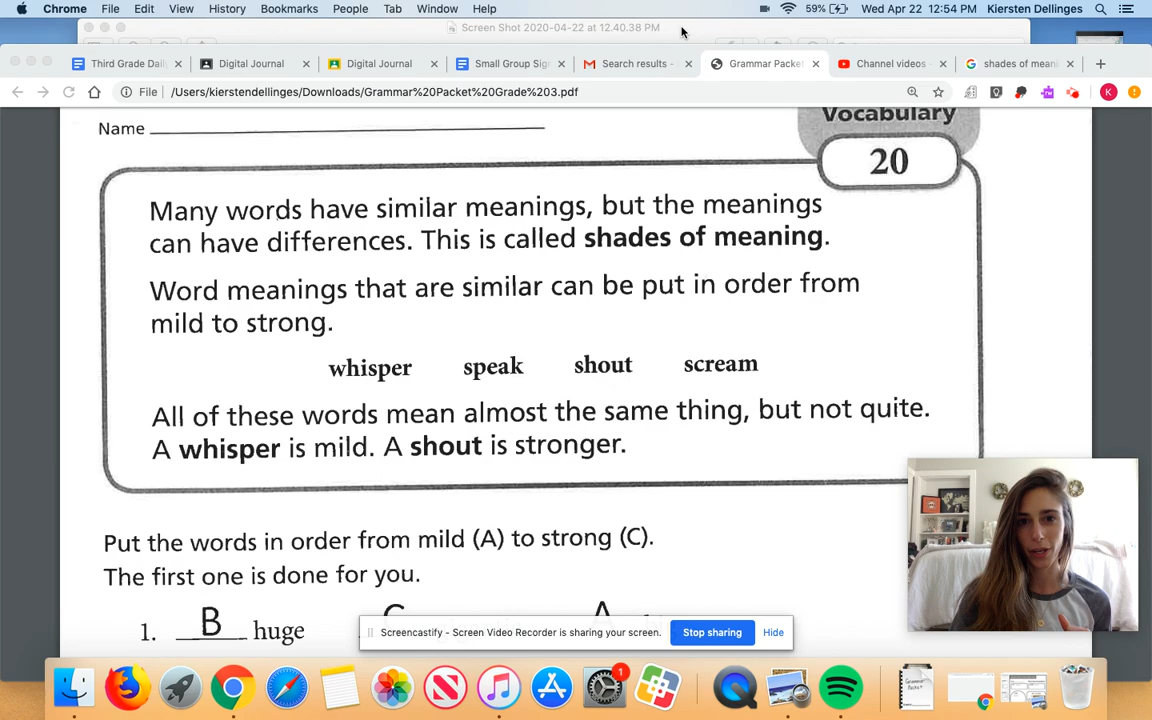 Chrome File Edit View History Bookmarks People Tab Window Help 59% Wed Apr 22 12:54 PM Kiersten Dellinges
Screen Shot 2020-04-22 at 12.40.38 PM
Third Grade Dai Digital Journal Digital Journal Small Group Sig Search results - Grammar Packet Channel videos - shades of mean
File /Users/kierstendellinges/Downloads/Grammar%20Packet%20Grade%203.pdf K
Vocabulary
Name
20
Many words have similar meanings, but the meanings
can have differences. This is called shades of meaning.
Word meanings that are similar can be put in order from
mild to strong.
whisper speak shout scream
All of these words mean almost the same thing, but not quite.
A whisper is mild. A shout is stronger.
Put the words in order from mild (A) to strong (C).
The first one is done for you.
1. B huge C A
Screencastify - Screen Video Recorder is sharing your screen. Stop sharing Hide
1